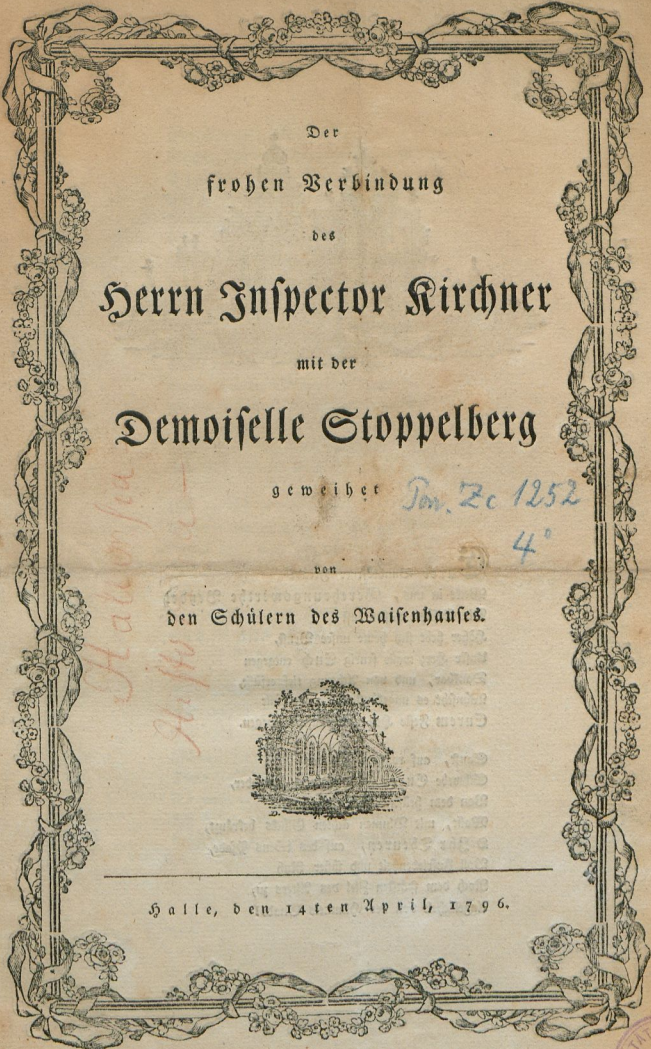 Der
frohen Verbindung
des
Herrn Inſpector Kirchner
mit der
Demoiſelle Stoppelberg
geweihet
Pon. Zc 1252
4°
von
den Schülern des Waiſenhauſes.
Halle, den 14ten April, 1796.